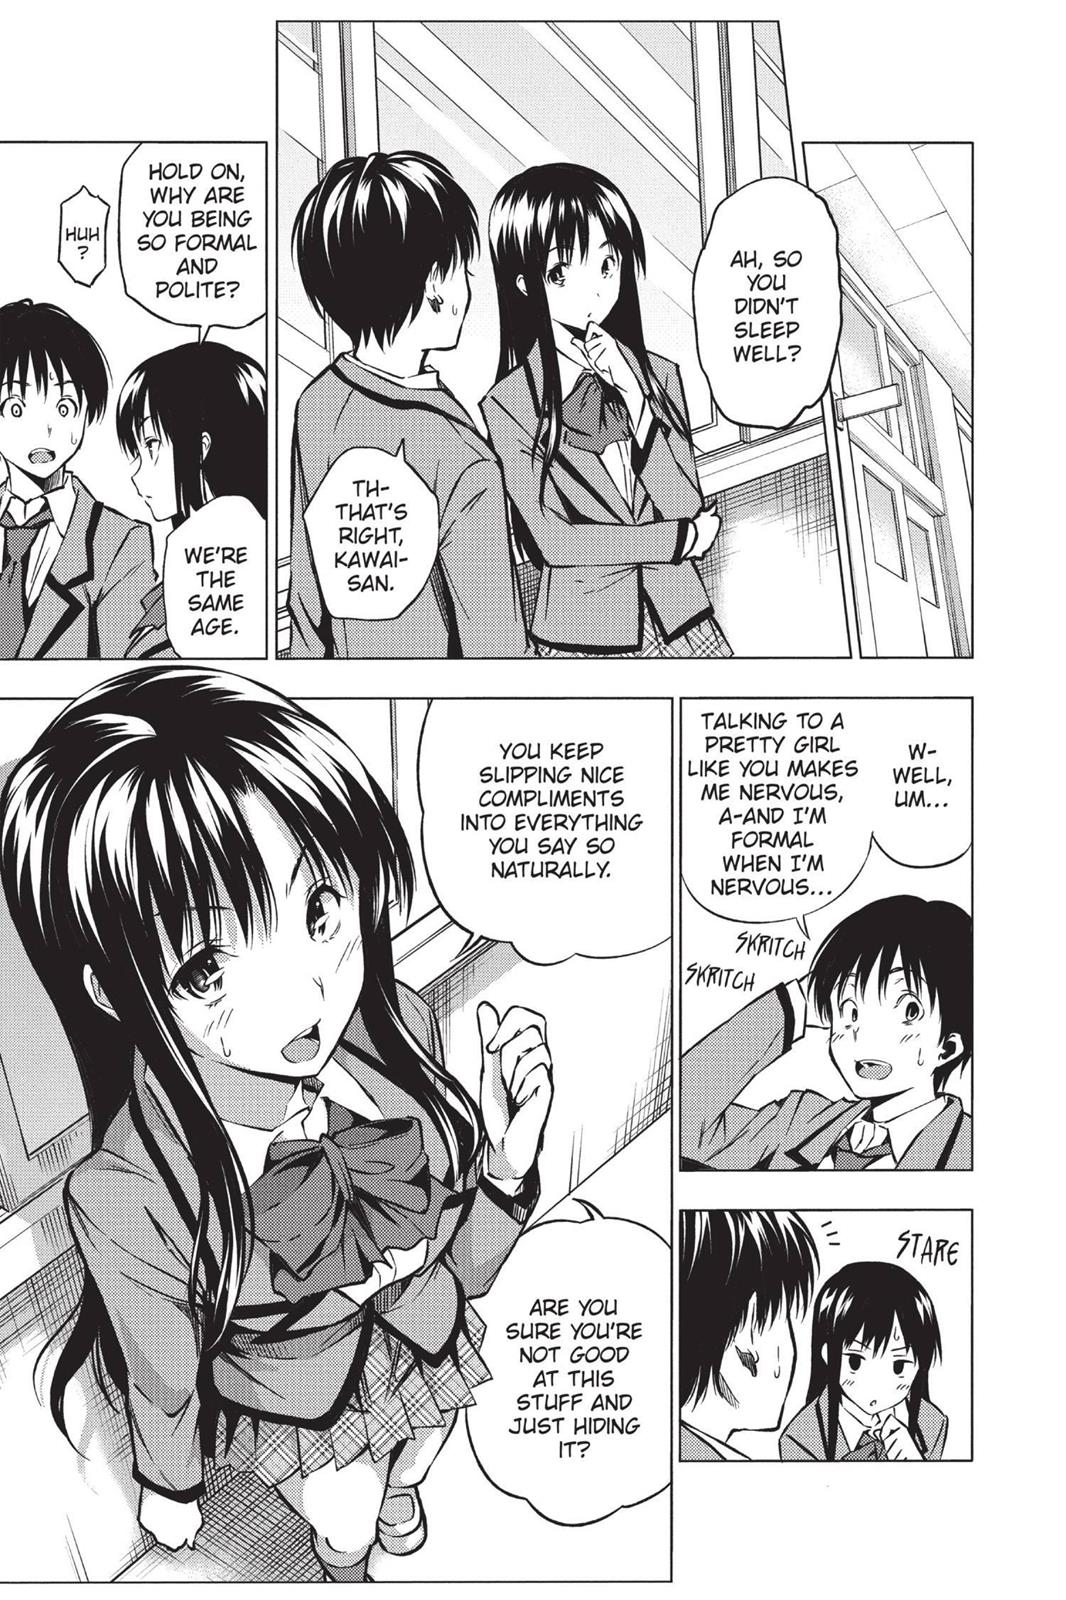 AH, SO
YOU
DIDN'T
SLEEP
WELL?
TH-
THAT'S
RIGHT,
KAWAI-
SAN.
HOLD ON,
WHY ARE
YOU BEING
SO FORMAL
AND
POLITE?
HUH
?
WE'RE
THE
SAME
AGE.
W-
WELL,
UM...
TALKING TO A
PRETTY GIRL
LIKE YOU MAKES
ME NERVOUS,
A-AND I'M
FORMAL
WHEN I'M
NERVOUS...
SKRITCH
SKRITCH
STARE
YOU KEEP
SLIPPING NICE
COMPLIMENTS
INTO EVERYTHING
YOU SAY SO
NATURALLY.
ARE YOU
SURE YOU'RE
NOT GOOD
AT THIS
STUFF AND
JUST HIDING
IT?